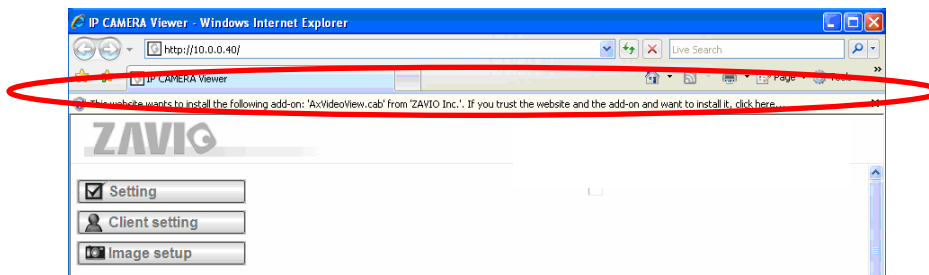 IP CAMERA Viewer - Windows Internet Explorer
http://10.0.0.40/
Live Search
IP CAMERA Viewer
Page
Tools
This website wants to install the following add-on: 'AxVideoView.cab' from 'ZAVIO Inc.'. If you trust the website and the add-on and want to install it, click here...
ZAVIO
Setting
Client setting
Image setup